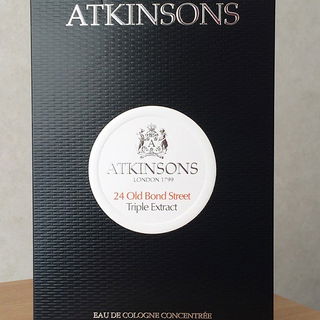 ATKINSONS
A
ATKINSONS
LONDON 1799
24 Old Bond Street
Triple Extract
EAU DE COLOGNE CONCENTRÉE